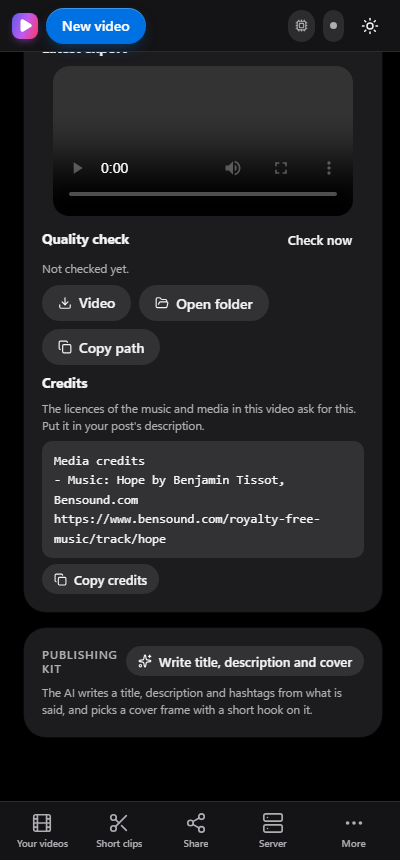 New video
Latest export
0:00
Quality check
Check now
Not checked yet.
Video
Open folder
Copy path
Credits
The licences of the music and media in this video ask for this.
Put it in your post's description.
Media credits
- Music: Hope by Benjamin Tissot,
Bensound.com
https://www.bensound.com/royalty-free-
music/track/hope
Copy credits
PUBLISHING
KIT
Write title, description and cover
The AI writes a title, description and hashtags from what is
said, and picks a cover frame with a short hook on it.
Your videos
Short clips
Share
Server
More